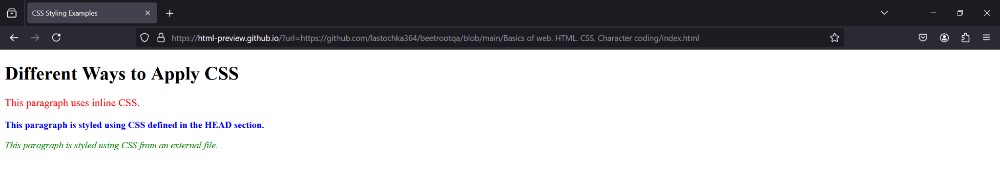 CSS Styling Examples
https://html-preview.github.io/?url=https://github.com/lastochka364/beetrootqa/blob/main/Basics of web. HTML. CSS. Character coding/index.html
Different Ways to Apply CSS
This paragraph uses inline CSS.
This paragraph is styled using CSS defined in the HEAD section.
This paragraph is styled using CSS from an external file.